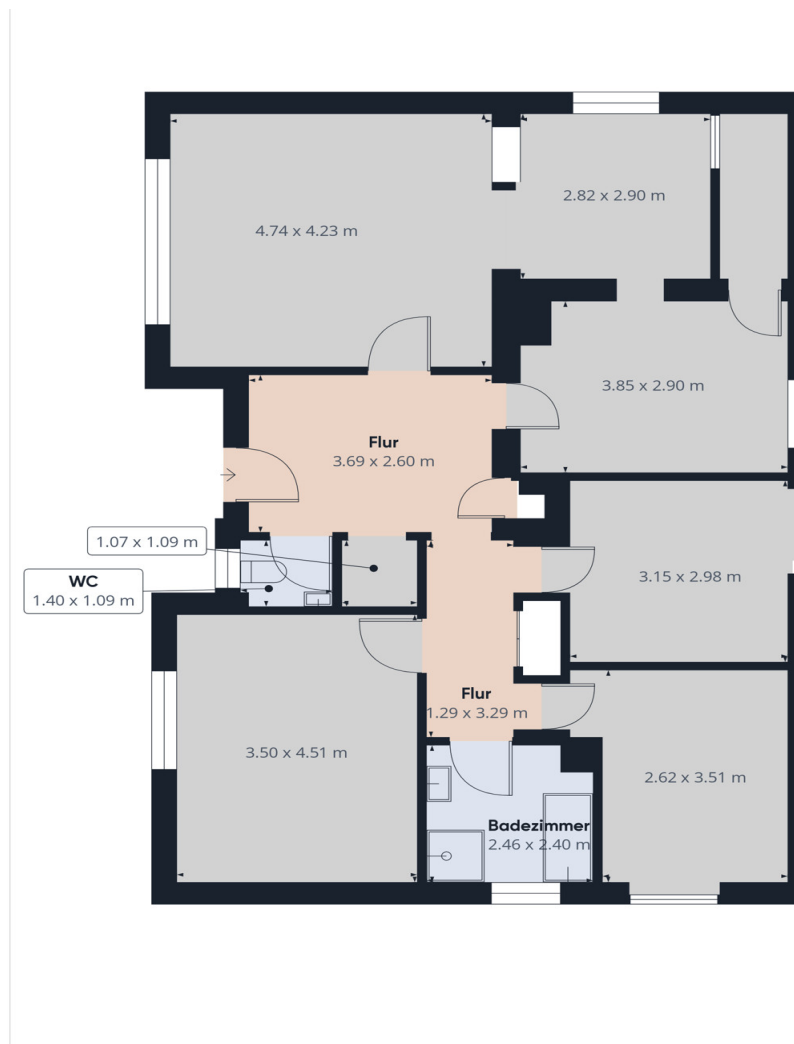 2.82 x 2.90 m
4.74 x 4.23 m
3.85 x 2.90 m
Flur
3.69 x 2.60 m
1.07 x 1.09 m
WC
1.40 x 1.09 m
3.15 x 2.98 m
Flur
1.29 x 3.29 m
3.50 x 4.51 m
2.62 x 3.51 m
Badezimmer
2.46 x 2.40 m